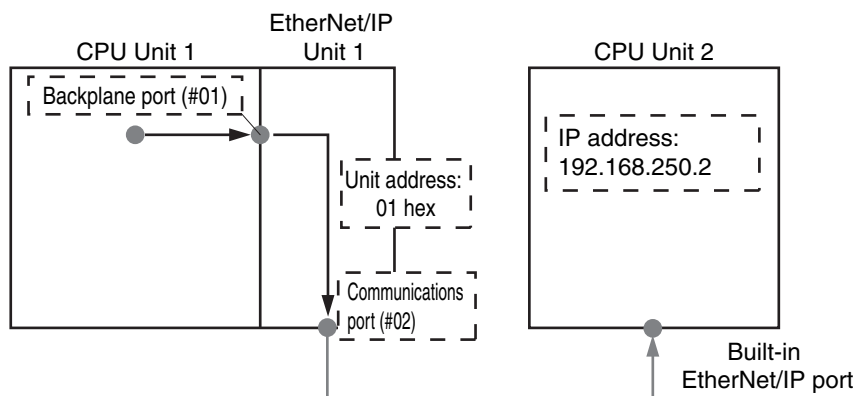 EtherNet/IP
CPU Unit 1
Unit 1
CPU Unit 2
Backplane port (#01)
IP address:
192.168.250.2
Unit address:
01 hex
Communications
port (#02)
Built-in
EtherNet/IP port